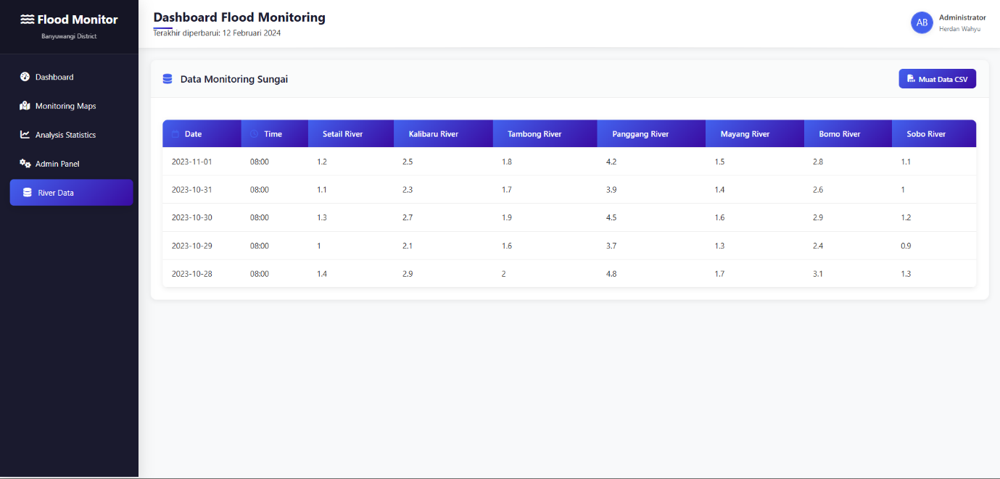 Flood Monitor
Banyuwangi District
Dashboard
Monitoring Maps
Analysis Statistics
Admin Panel
River Data
Dashboard Flood Monitoring
Terakhir diperbarui: 12 Februari 2024
AB
Administrator
Herdan Wahyu
Data Monitoring Sungai
Muat Data CSV
Date Time Setail River Kalibaru River Tambong River Panggang River Mayang River Bomo River Sobo River
2023-11-01 08:00 1.2 2.5 1.8 4.2 1.5 2.8 1.1
2023-10-31 08:00 1.1 2.3 1.7 3.9 1.4 2.6 1
2023-10-30 08:00 1.3 2.7 1.9 4.5 1.6 2.9 1.2
2023-10-29 08:00 1 2.1 1.6 3.7 1.3 2.4 0.9
2023-10-28 08:00 1.4 2.9 2 4.8 1.7 3.1 1.3